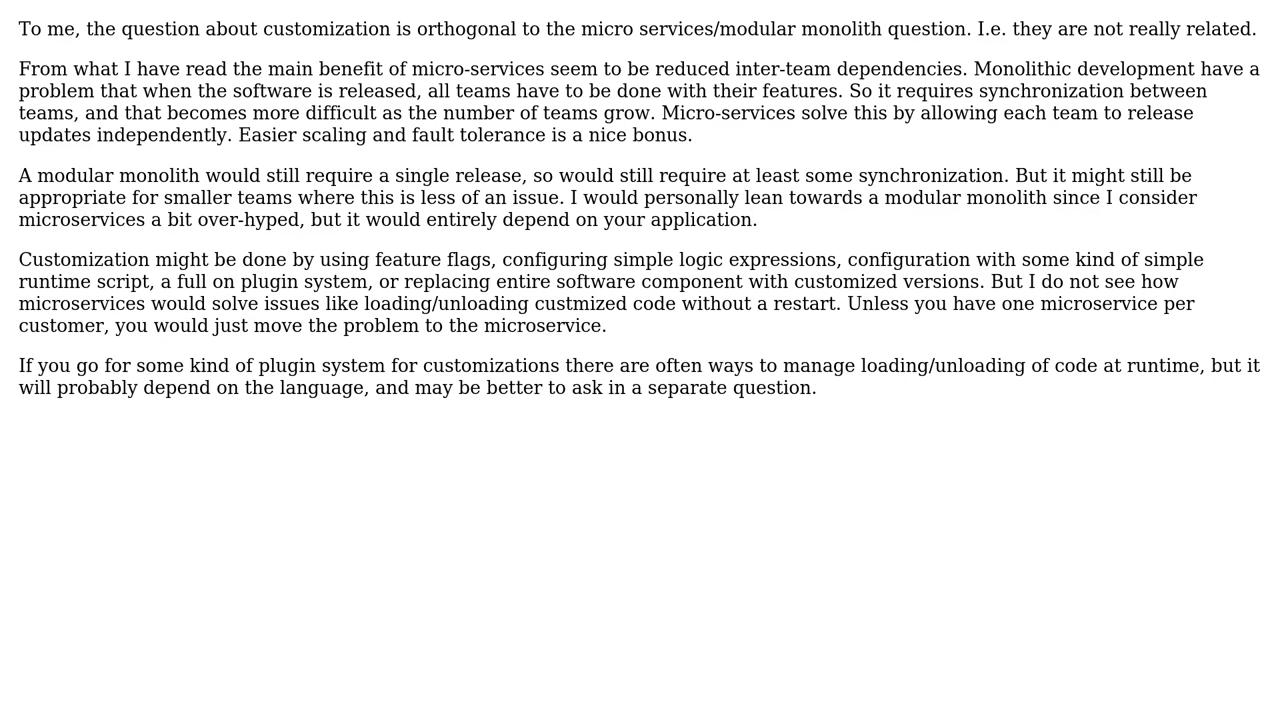 To me, the question about customization is orthogonal to the micro services/modular monolith question. I.e. they are not really related.
From what I have read the main benefit of micro-services seem to be reduced inter-team dependencies. Monolithic development have a
problem that when the software is released, all teams have to be done with their features. So it requires synchronization between
teams, and that becomes more difficult as the number of teams grow. Micro-services solve this by allowing each team to release
updates independently. Easier scaling and fault tolerance is a nice bonus.
A modular monolith would still require a single release, so would still require at least some synchronization. But it might still be
appropriate for smaller teams where this is less of an issue. I would personally lean towards a modular monolith since I consider
microservices a bit over-hyped, but it would entirely depend on your application.
Customization might be done by using feature flags, configuring simple logic expressions, configuration with some kind of simple
runtime script, a full on plugin system, or replacing entire software component with customized versions. But I do not see how
microservices would solve issues like loading/unloading custmized code without a restart. Unless you have one microservice per
customer, you would just move the problem to the microservice.
If you go for some kind of plugin system for customizations there are often ways to manage loading/unloading of code at runtime, but it
will probably depend on the language, and may be better to ask in a separate question.